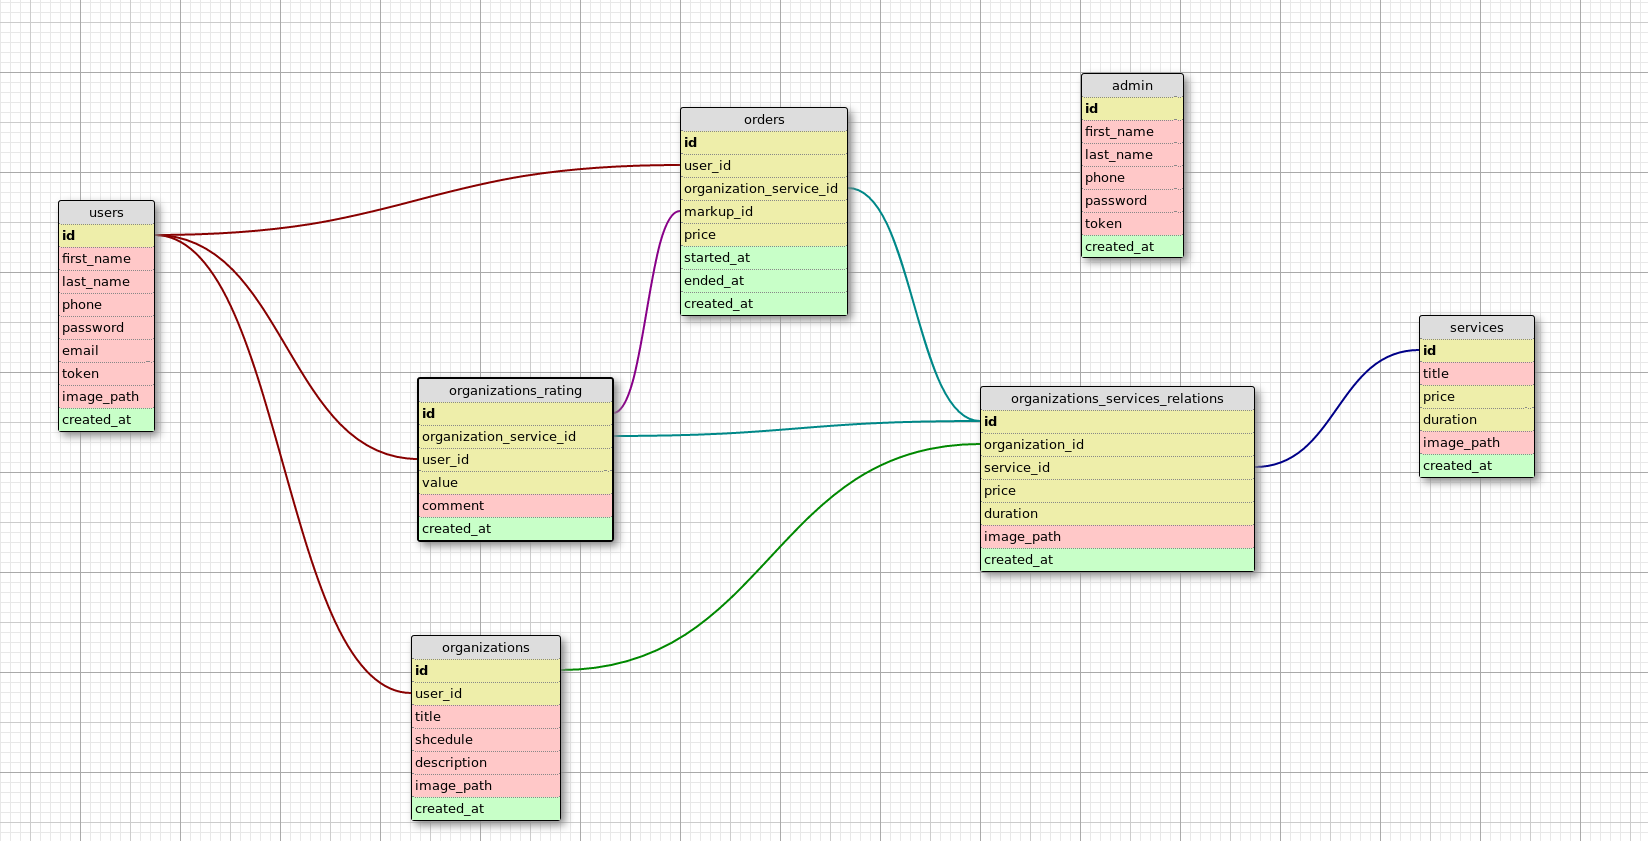 users
id
first_name
last_name
phone
password
email
token
image_path
created_at
orders
id
user_id
organization_service_id
markup_id
price
started_at
ended_at
created_at
admin
id
first_name
last_name
phone
password
token
created_at
organizations_rating
id
organization_service_id
user_id
value
comment
created_at
organizations_services_relations
id
organization_id
service_id
price
duration
image_path
created_at
services
id
title
price
duration
image_path
created_at
organizations
id
user_id
title
shcedule
description
image_path
created_at